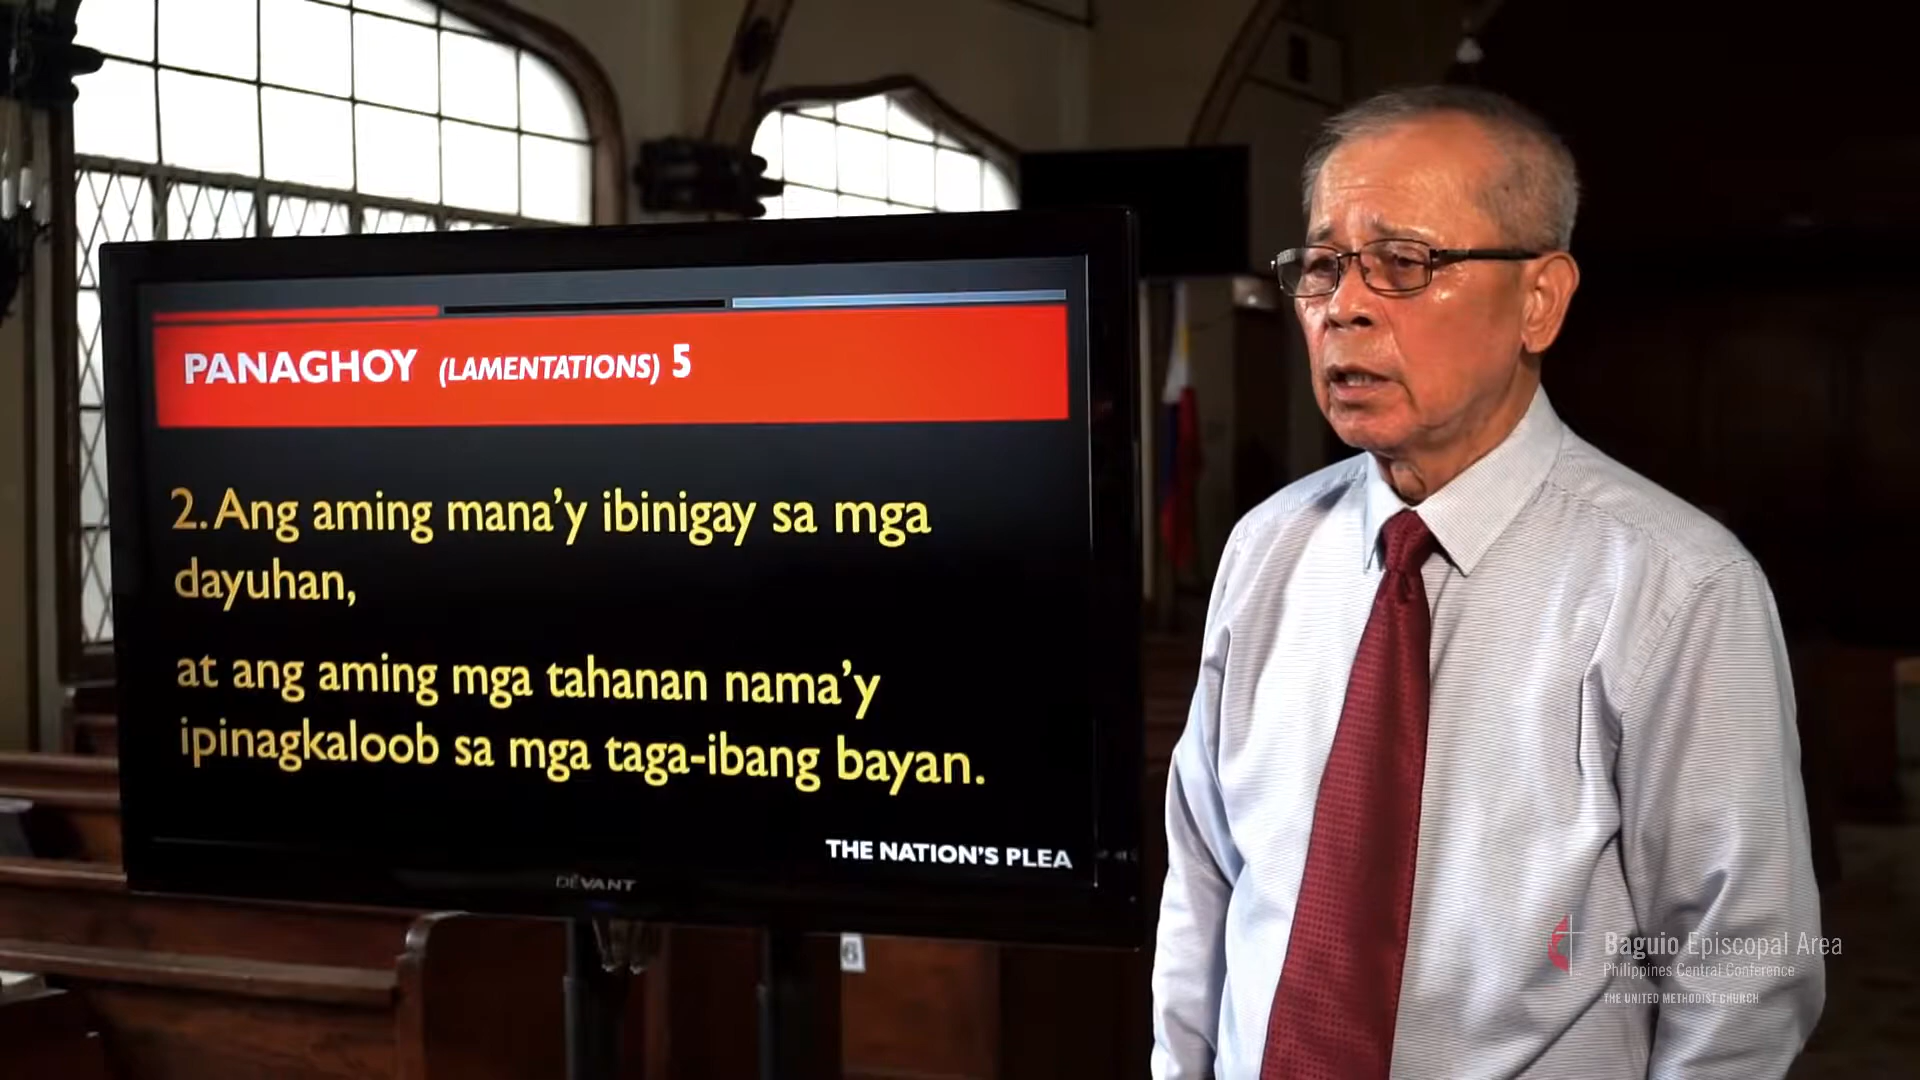 PANAGHOY (LAMENTATIONS) 5
2. Ang aming mana'y ibinigay sa mga
dayuhan,
at ang aming mga tahanan nama'y
ipinagkaloob sa mga taga-ibang bayan.
THE NATION'S PLEA
DEVANT
6
Baguio Episcopal Area
Philippines Central Conference
THE UNITED METHODIST CHURCH